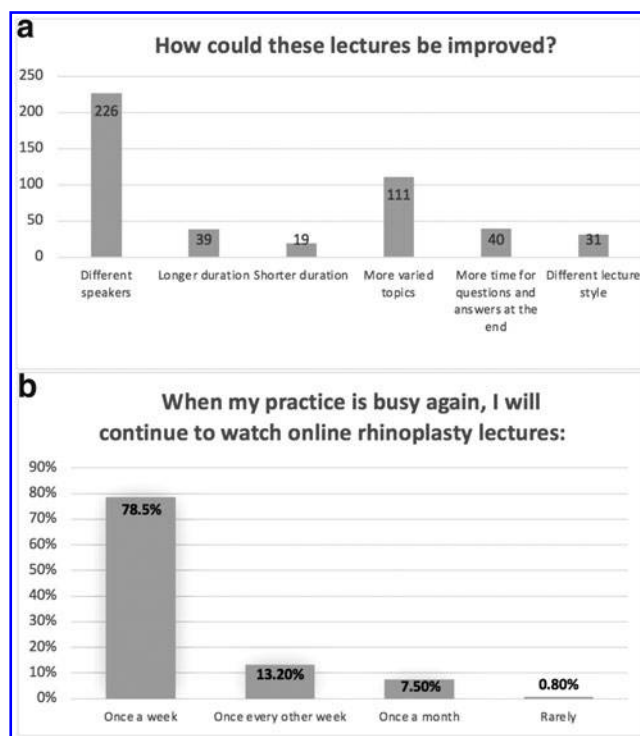 a
How could these lectures be improved?
250
200
150
100
50
0
226
39
19
111
40
31
Different
speakers
Longer duration
Shorter duration
More varied
topics
More time for
questions and
answers at the
end
Different lecture
style
b
When my practice is busy again, I will
continue to watch online rhinoplasty lectures:
90%
80%
70%
60%
50%
40%
30%
20%
10%
0%
78.5%
13.20%
7.50%
0.80%
Once a week
Once every other week
Once a month
Rarely